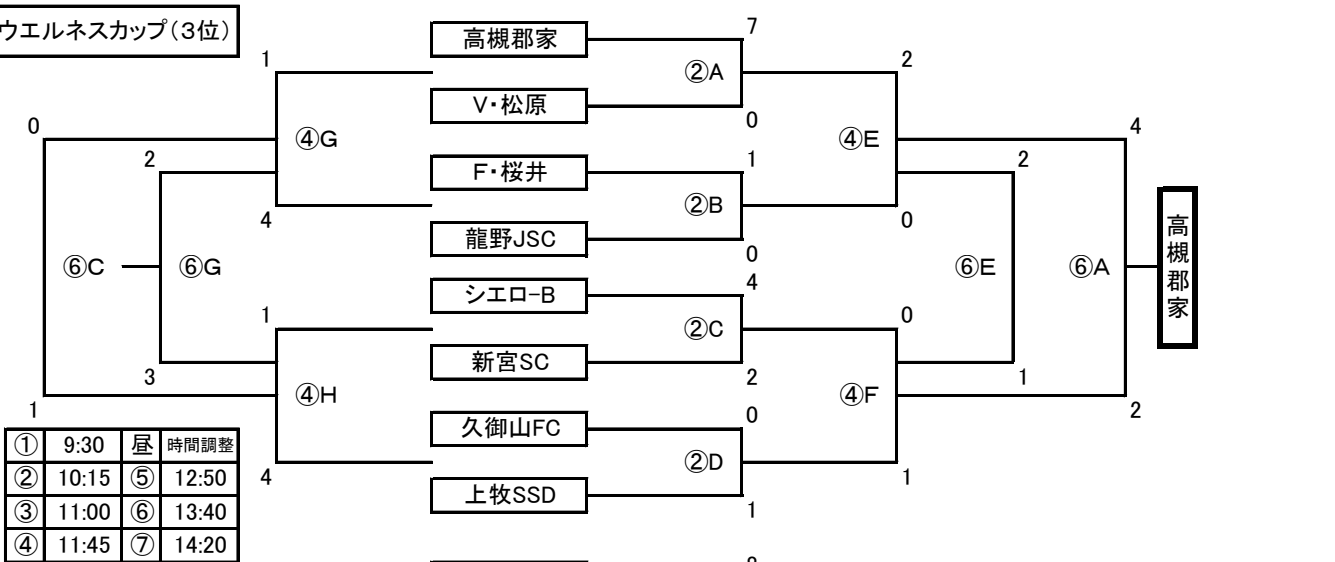 ウエルネスカップ（３位）
高槻郡家
7
②A
V・松原
0
F・桜井
1
②B
龍野JSC
0
シエロ-B
4
②C
新宮SC
2
久御山FC
0
②D
上牧SSD
1
2
④E
0
0
④F
1
2
⑥E
1
4
⑥A
2
高槻郡家
1
④G
4
1
④H
4
2
⑥G
3
0
⑥C
1
① 9:30 昼 時間調整
② 10:15 ⑤ 12:50
③ 11:00 ⑥ 13:40
④ 11:45 ⑦ 14:20